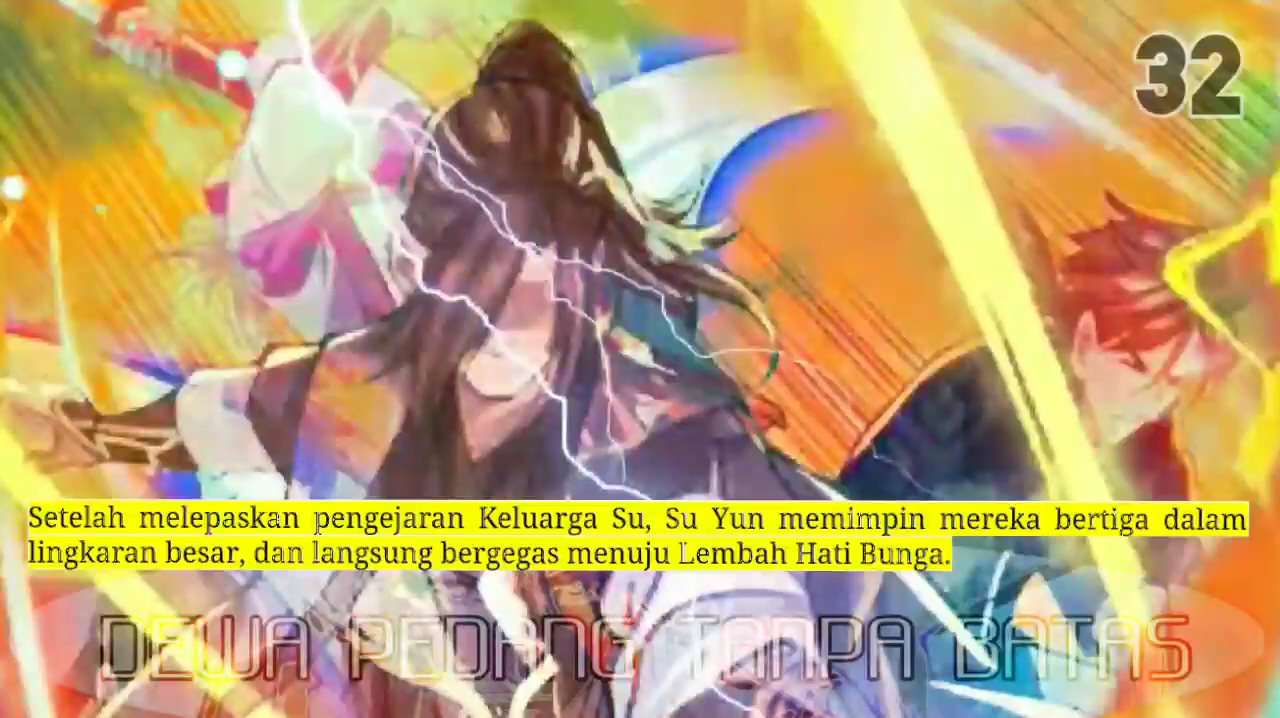 32
Setelah melepaskan pengejaran Keluarga Su, Su Yun memimpin mereka bertiga dalam
lingkaran besar, dan langsung bergegas menuju Lembah Hati Bunga.
DEWA PEDANG TANPA BATAS